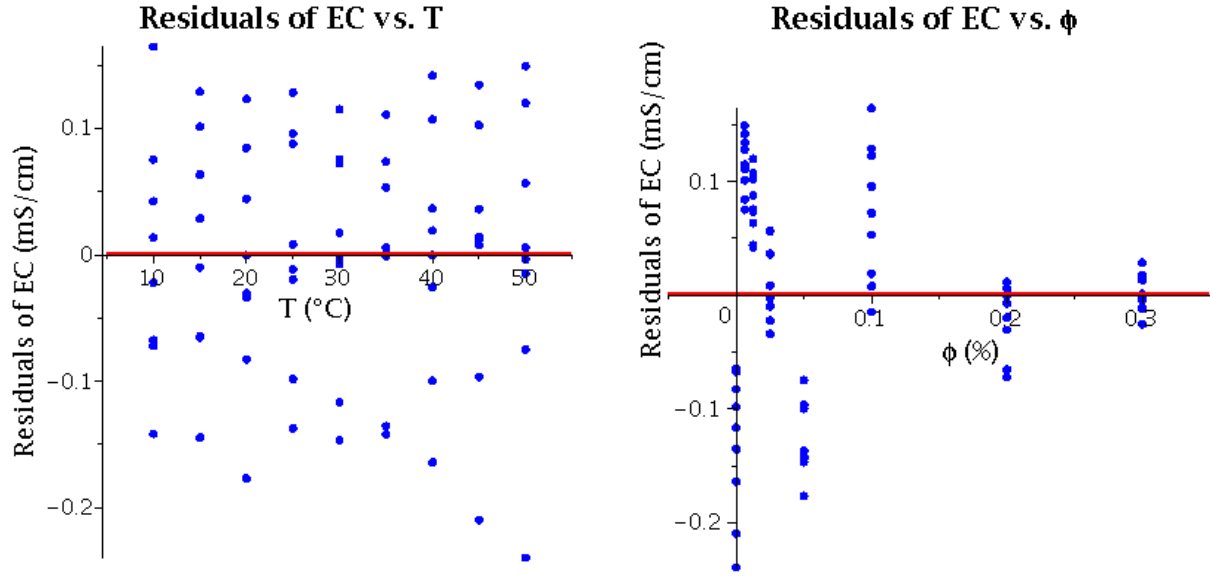 Residuals of EC vs. T
Residuals of EC (mS/cm)
0.1
0
−0.1
−0.2
10 20 30 40 50
T (°C)
Residuals of EC vs. ϕ
Residuals of EC (mS/cm)
0.1
−0.1
−0.2
0 0.1 0.2 0.3
ϕ (%)